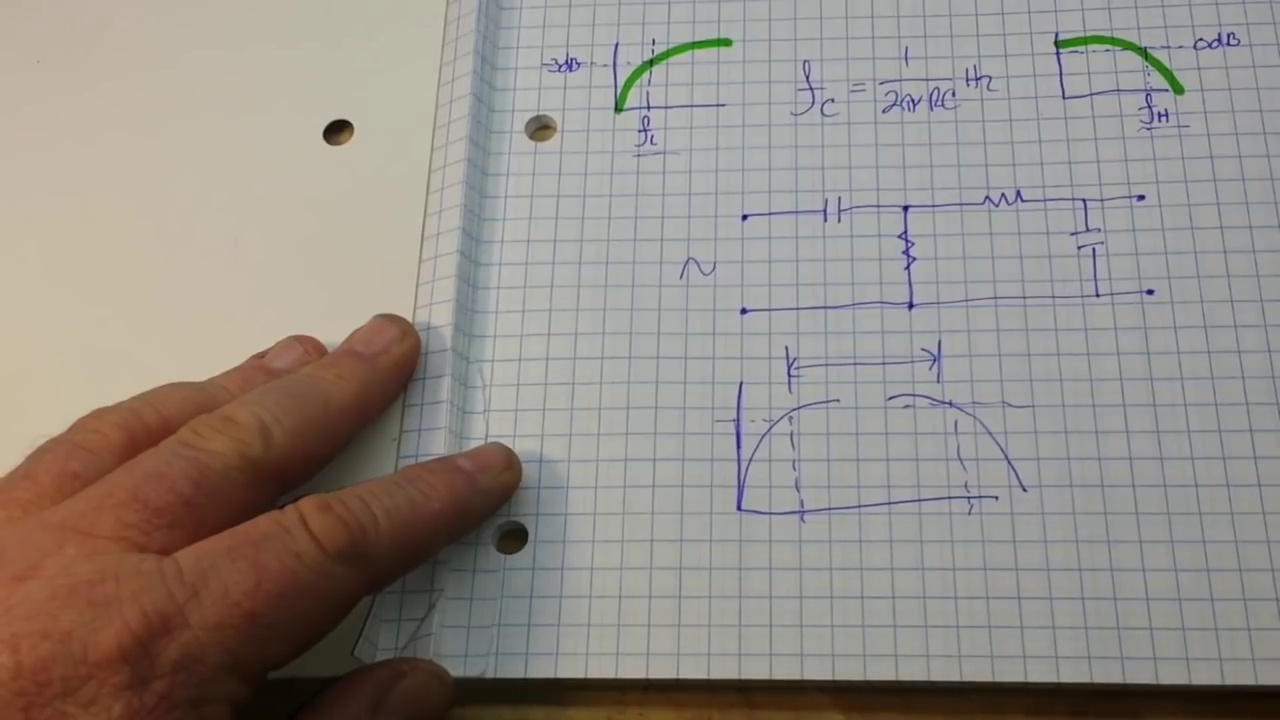 -3dB
fL
fC = 1/2πRC Hz
0dB
fH
~